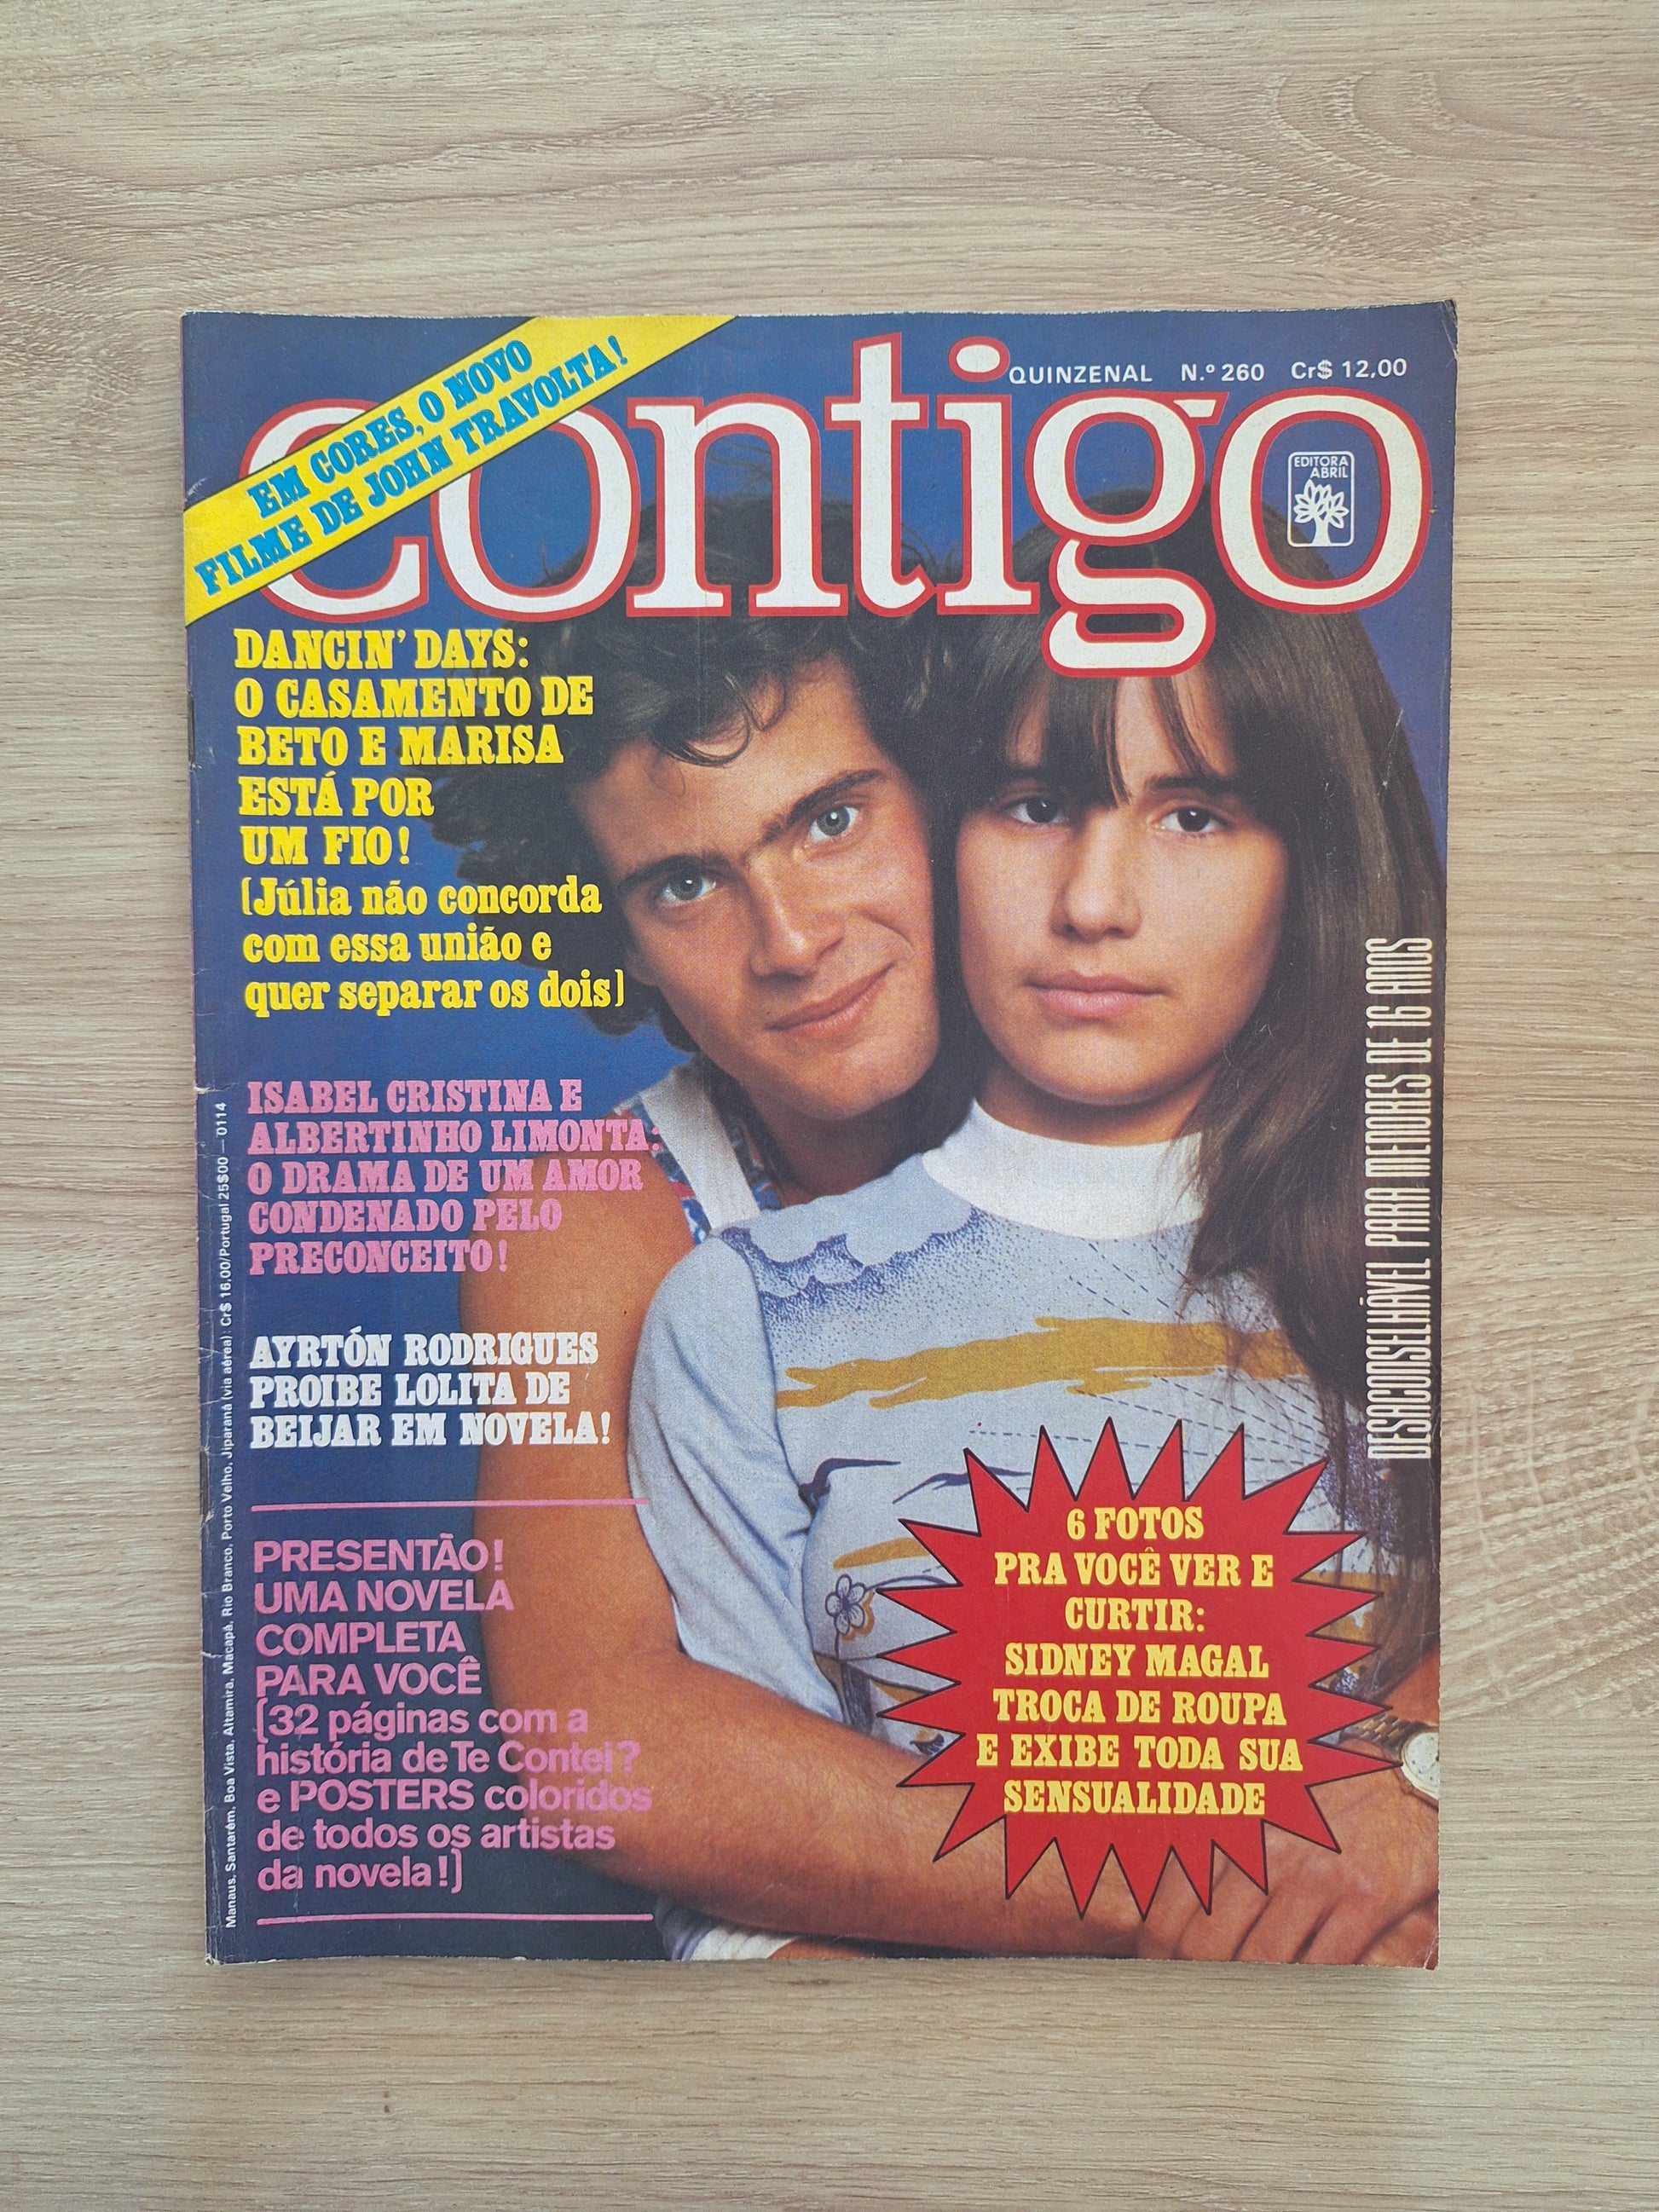 EM CORES, O NOVO
FILME DE JOHN TRAVOLTA!
contigo
QUINZENAL N.º 260 Cr$ 12,00
EDITORA
ABRIL
DANCIN' DAYS:
O CASAMENTO DE
BETO E MARISA
ESTÁ POR
UM FIO!
(Júlia não concorda
com essa união e
quer separar os dois)
ISABEL CRISTINA E
ALBERTINHO LIMONTA:
O DRAMA DE UM AMOR
CONDENADO PELO
PRECONCEITO!
AYRTÓN RODRIGUES
PROIBE LOLITA DE
BEIJAR EM NOVELA!
PRESENTÃO!
UMA NOVELA
COMPLETA
PARA VOCÊ
(32 páginas com a
história de Te Contei?
e POSTERS coloridos
de todos os artistas
da novela!)
6 FOTOS
PRA VOCÊ VER E
CURTIR:
SIDNEY MAGAL
TROCA DE ROUPA
E EXIBE TODA SUA
SENSUALIDADE
DESACONSELHÁVEL PARA MENORES DE 16 ANOS
Manaus, Santarém, Boa Vista, Altamira, Macapá, Rio Branco, Porto Velho, Jiparaná (via aérea): Cr$ 16,00/Portugal 25$00 — 0114